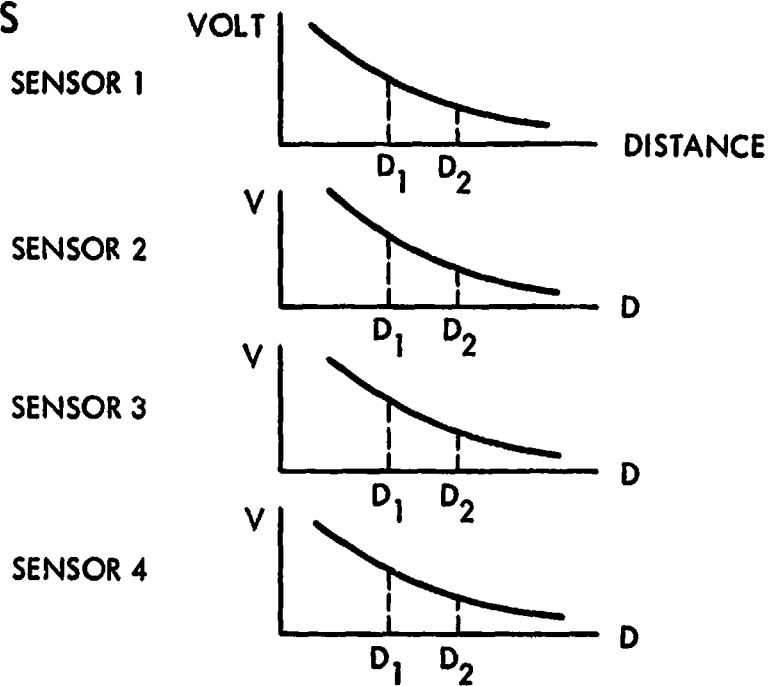 S
VOLT
SENSOR 1
DISTANCE
D1 D2
V
SENSOR 2
D
D1 D2
V
SENSOR 3
D
D1 D2
V
SENSOR 4
D
D1 D2